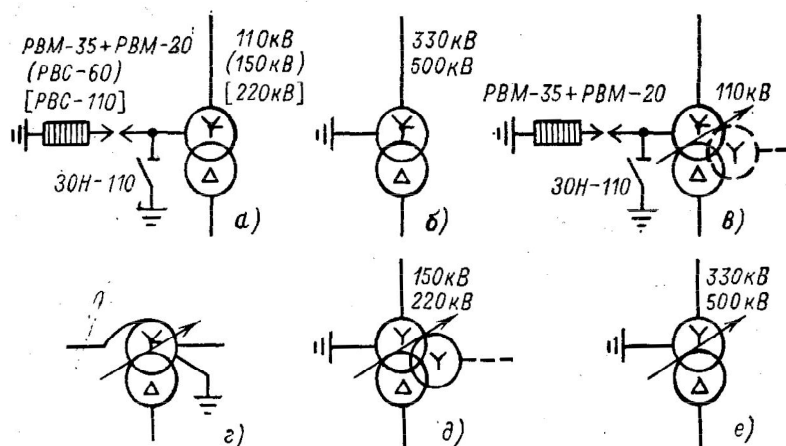 РВМ-35+РВМ-20
(РВС-60)
[РВС-110]
110кВ
(150кВ)
[220кВ]
ЗОН-110
а)
330кВ
500кВ
б)
РВМ-35+РВМ-20
110кВ
ЗОН-110
в)
г)
150кВ
220кВ
д)
330кВ
500кВ
е)